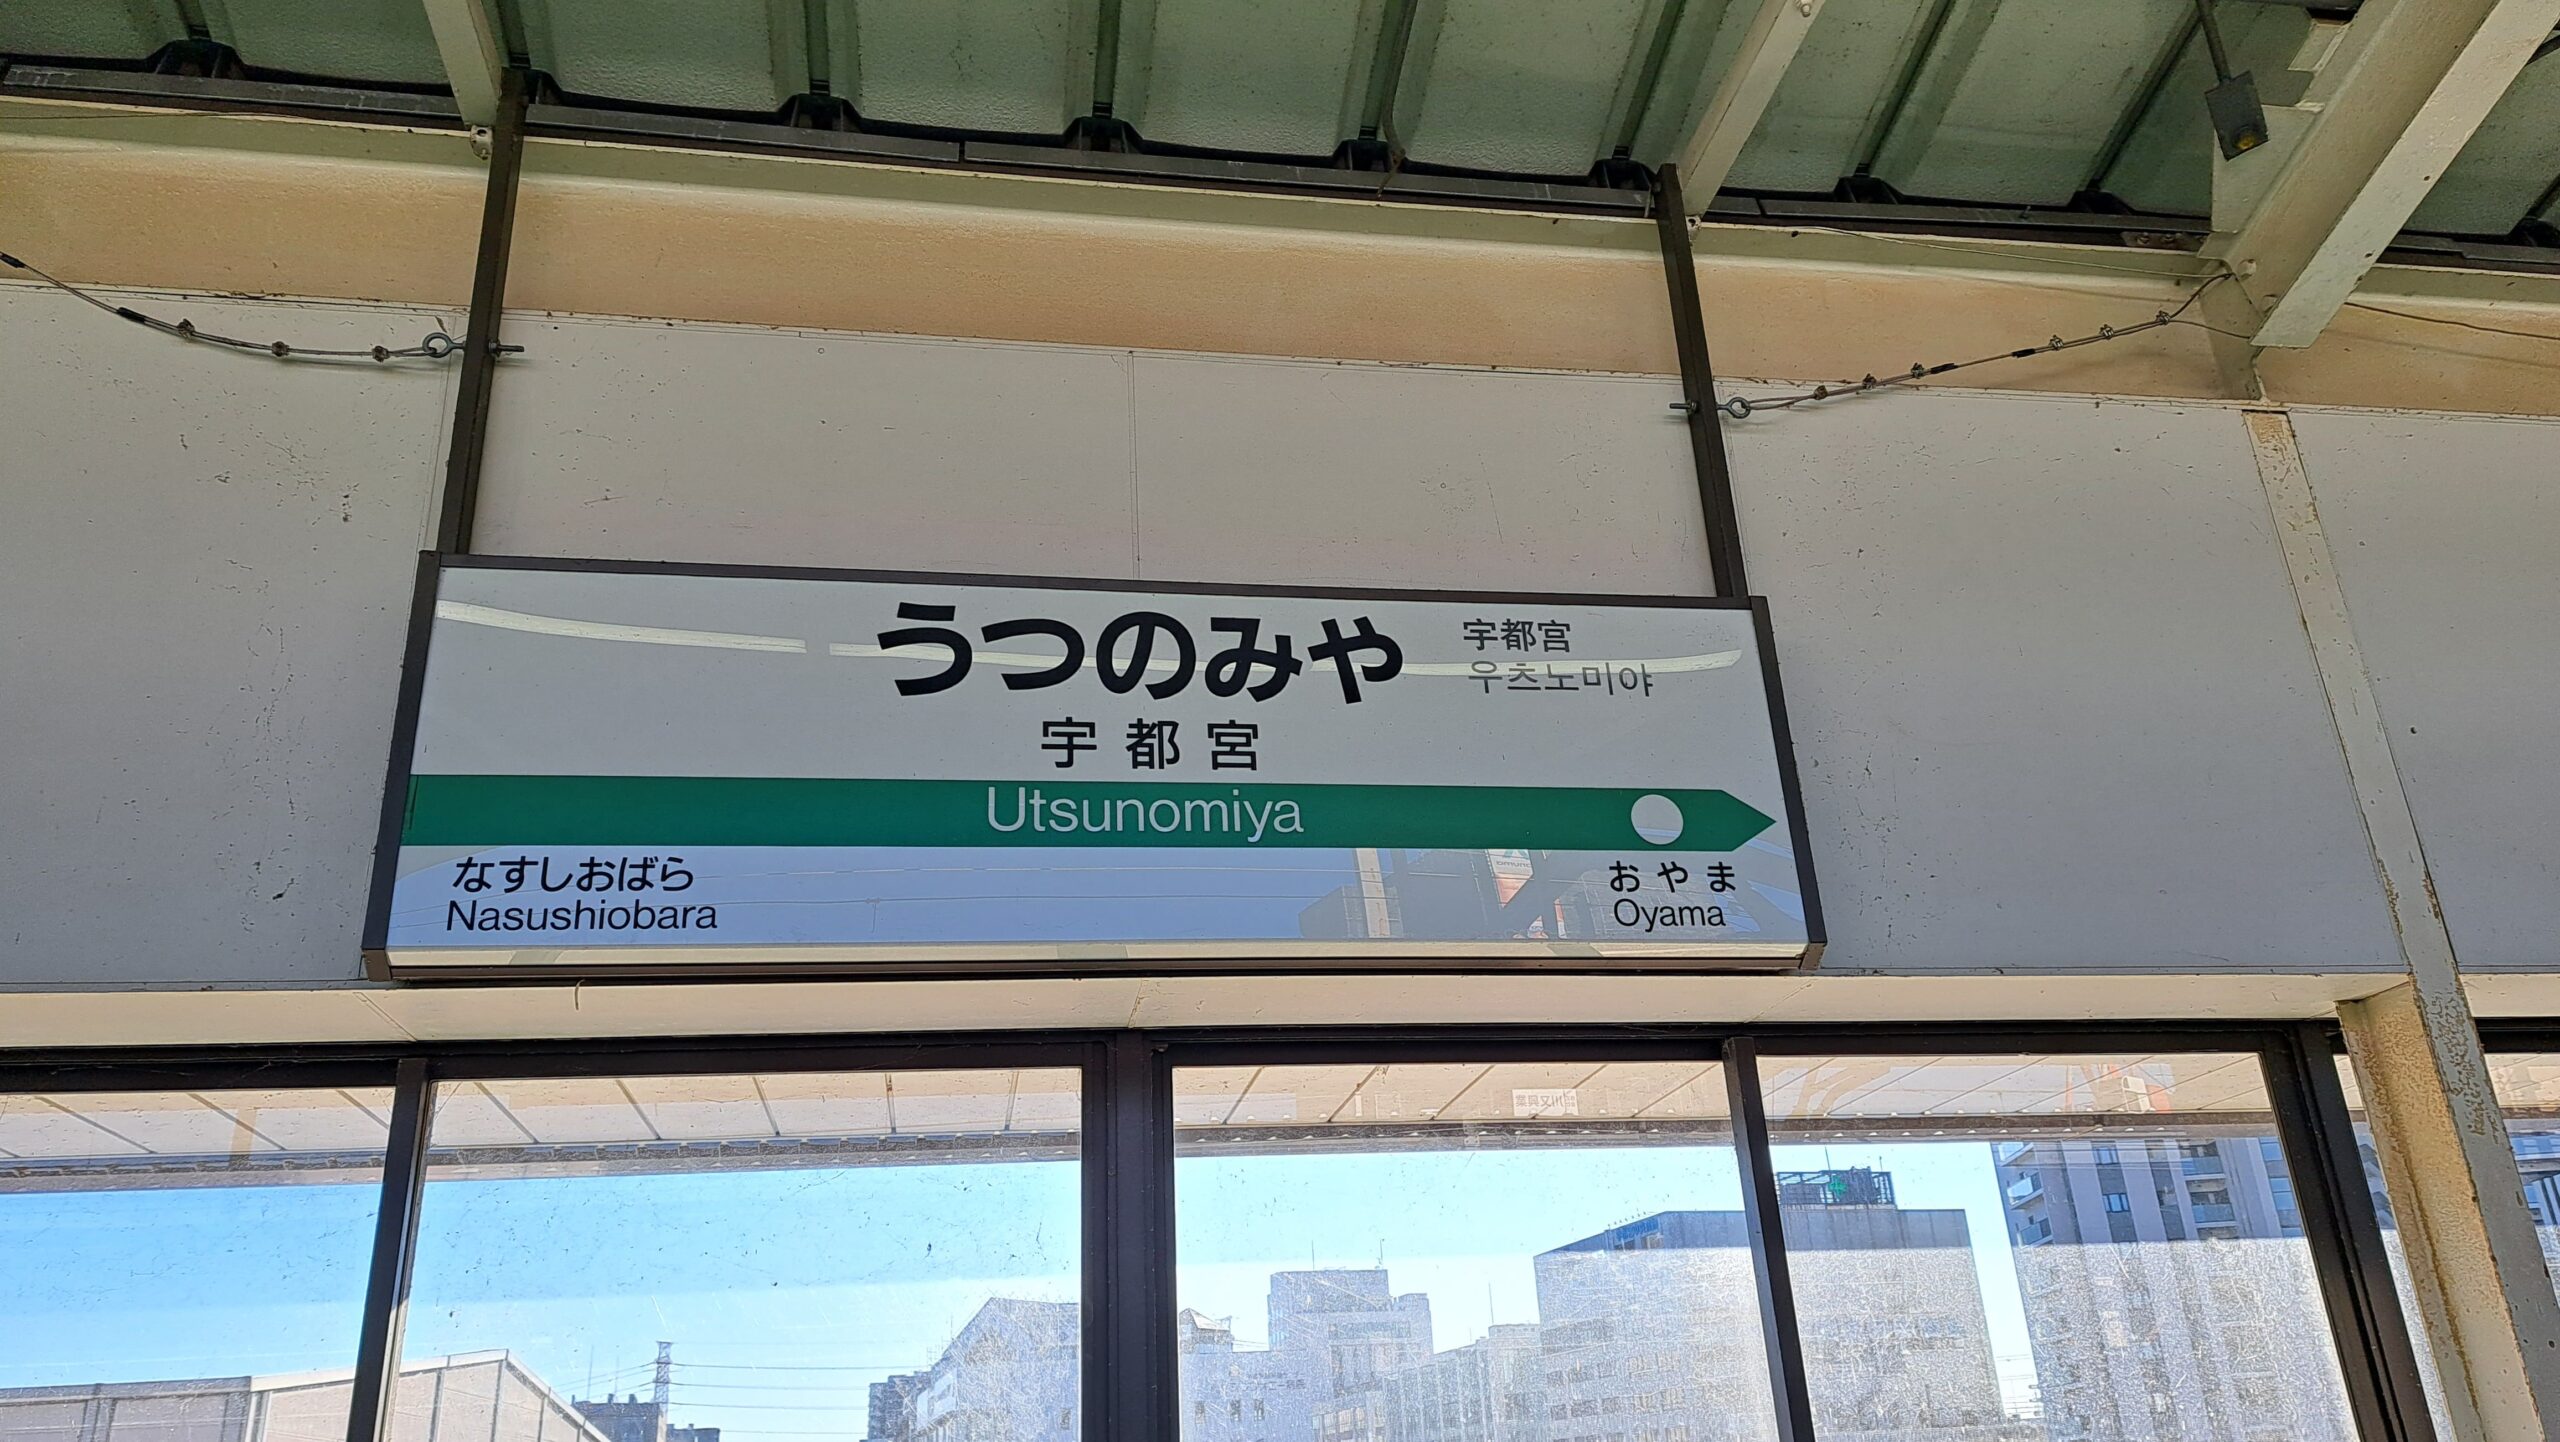 うつのみや
宇都宮
宇都宫
우츠노미야
Utsunomiya
なすしおばら
Nasushiobara
おやま
Oyama